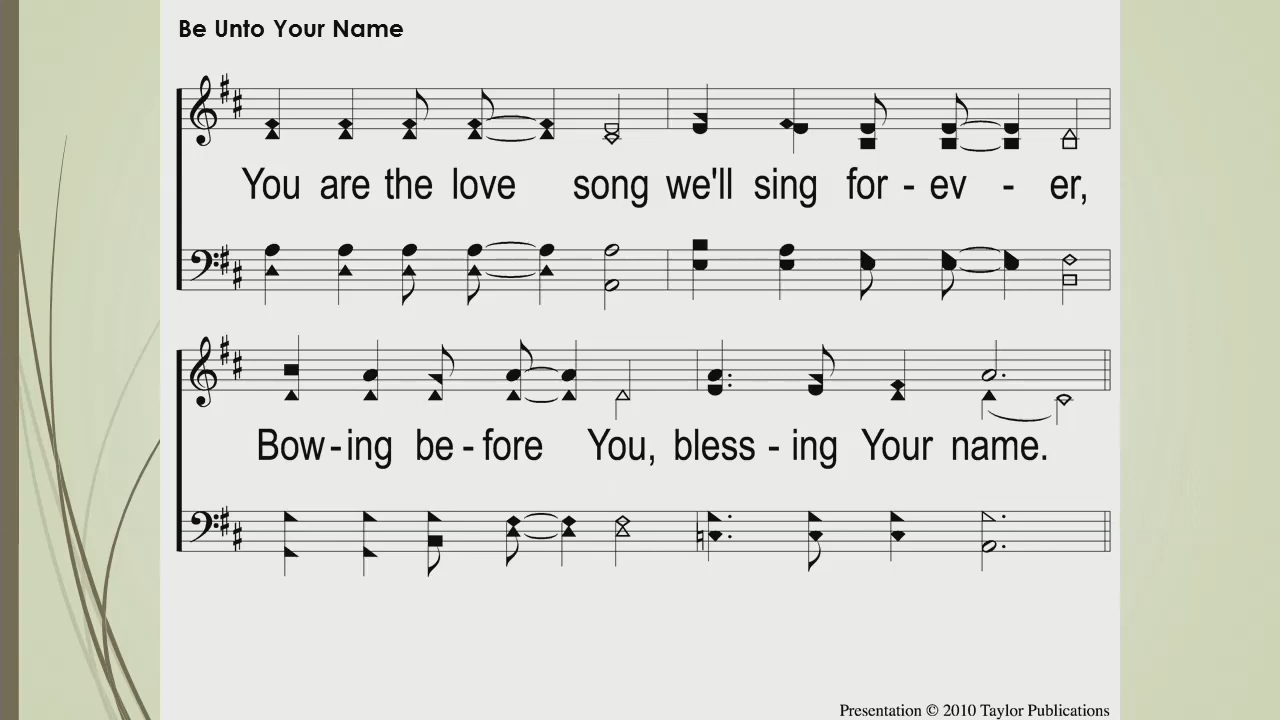 Be Unto Your Name
You are the love song we'll sing for - ev - er,
Bow - ing be - fore You, bless - ing Your name.
Presentation © 2010 Taylor Publications